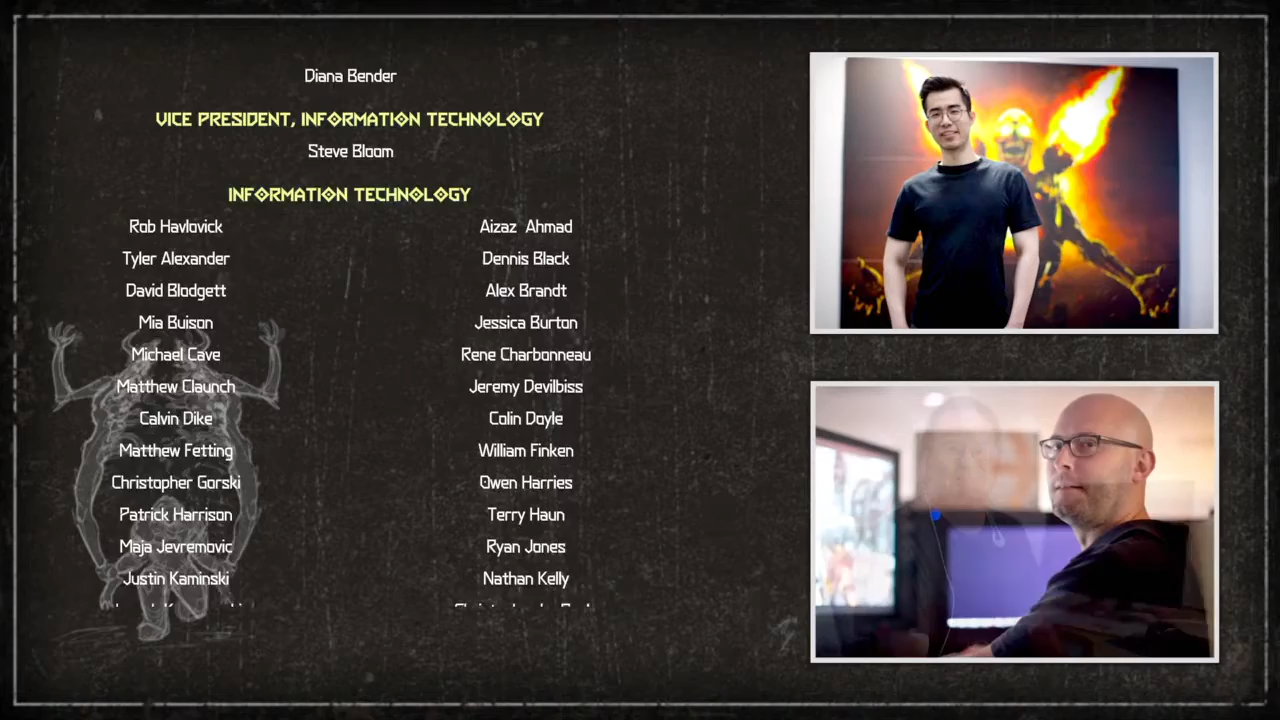 Diana Bender
VICE PRESIDENT, INFORMATION TECHNOLOGY
Steve Bloom
INFORMATION TECHNOLOGY
Rob Havlovick Aizaz Ahmad
Tyler Alexander Dennis Black
David Blodgett Alex Brandt
Mia Buison Jessica Burton
Michael Cave Rene Charbonneau
Matthew Claunch Jeremy Devilbiss
Calvin Dike Colin Doyle
Matthew Fetting William Finken
Christopher Gorski Owen Harries
Patrick Harrison Terry Haun
Maja Jevremovic Ryan Jones
Justin Kaminski Nathan Kelly